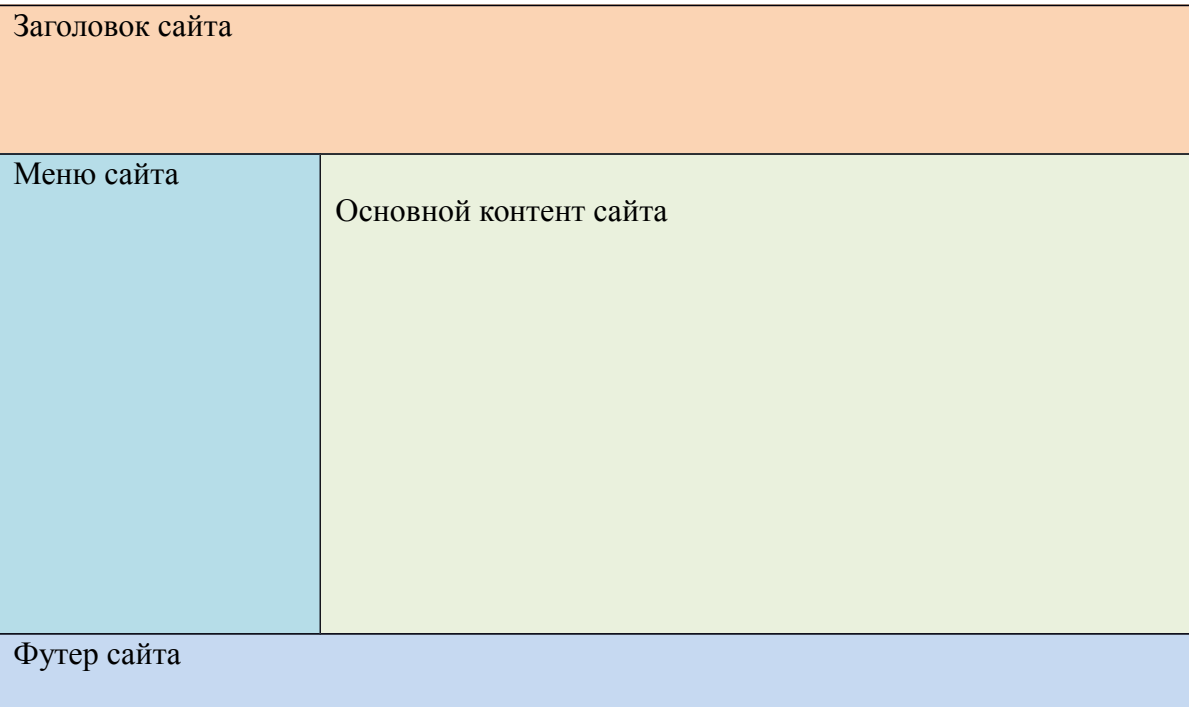 Заголовок сайта
Меню сайта
Основной контент сайта
Футер сайта